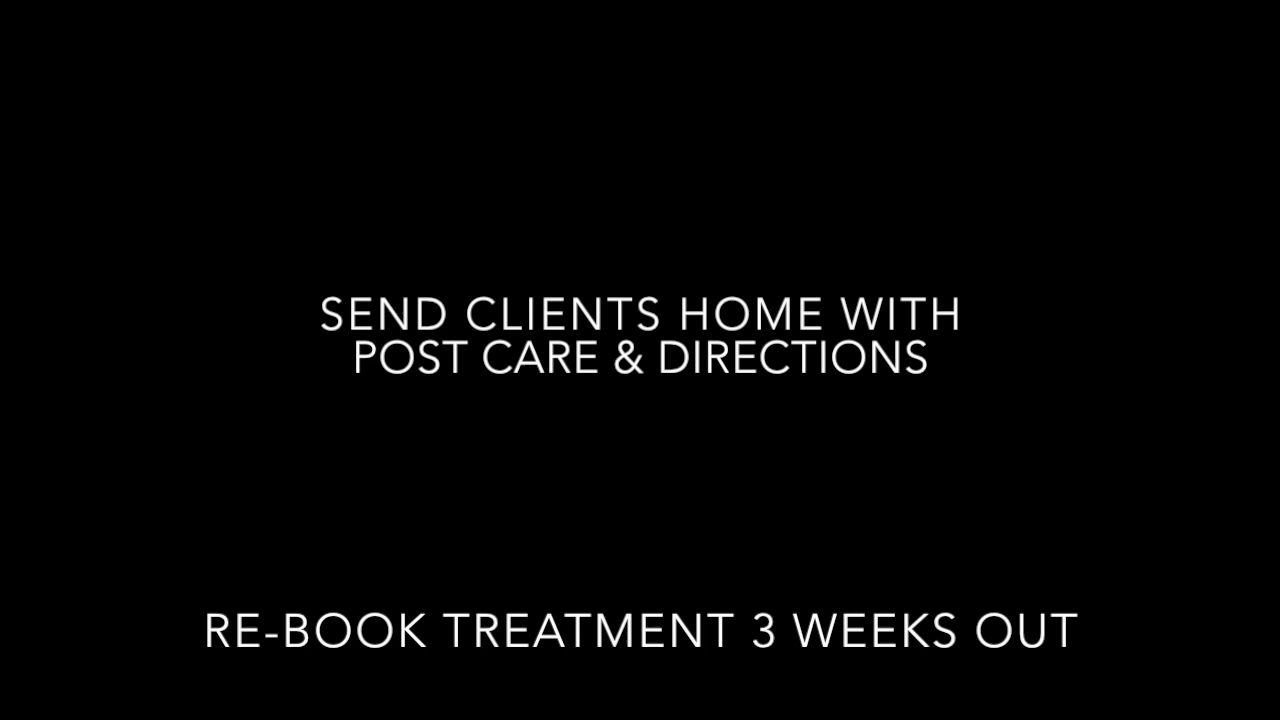 SEND CLIENTS HOME WITH
POST CARE & DIRECTIONS
RE-BOOK TREATMENT 3 WEEKS OUT